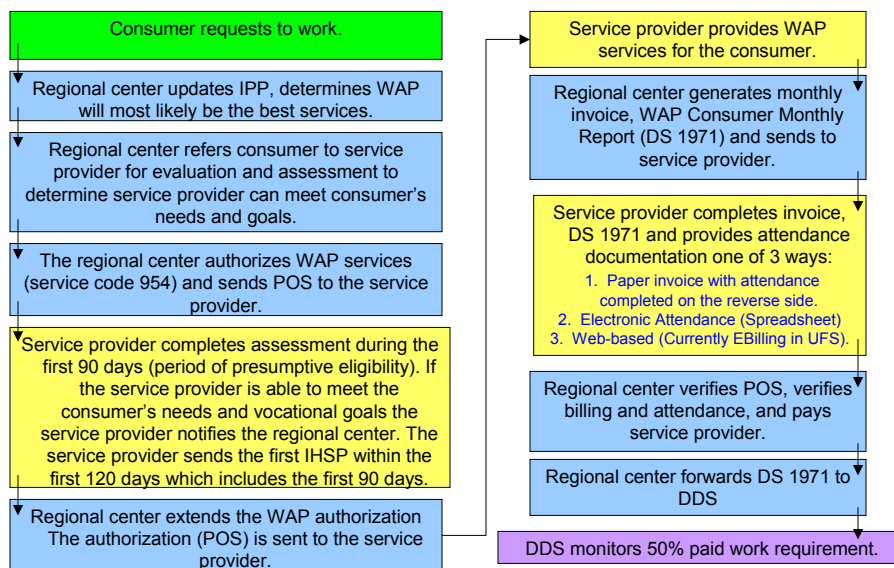 Consumer requests to work.
Regional center updates IPP, determines WAP
will most likely be the best services.
Regional center refers consumer to service
provider for evaluation and assessment to
determine service provider can meet consumer's
needs and goals.
The regional center authorizes WAP services
(service code 954) and sends POS to the service
provider.
Service provider completes assessment during the
first 90 days (period of presumptive eligibility). If
the service provider is able to meet the
consumer's needs and vocational goals the
service provider notifies the regional center. The
service provider sends the first IHSP within the
first 120 days which includes the first 90 days.
Regional center extends the WAP authorization
The authorization (POS) is sent to the service
provider.
Service provider provides WAP
services for the consumer.
Regional center generates monthly
invoice, WAP Consumer Monthly
Report (DS 1971) and sends to
service provider.
Service provider completes invoice,
DS 1971 and provides attendance
documentation one of 3 ways:
1. Paper invoice with attendance
completed on the reverse side.
2. Electronic Attendance (Spreadsheet)
3. Web-based (Currently EBilling in UFS).
Regional center verifies POS, verifies
billing and attendance, and pays
service provider.
Regional center forwards DS 1971 to
DDS
DDS monitors 50% paid work requirement.